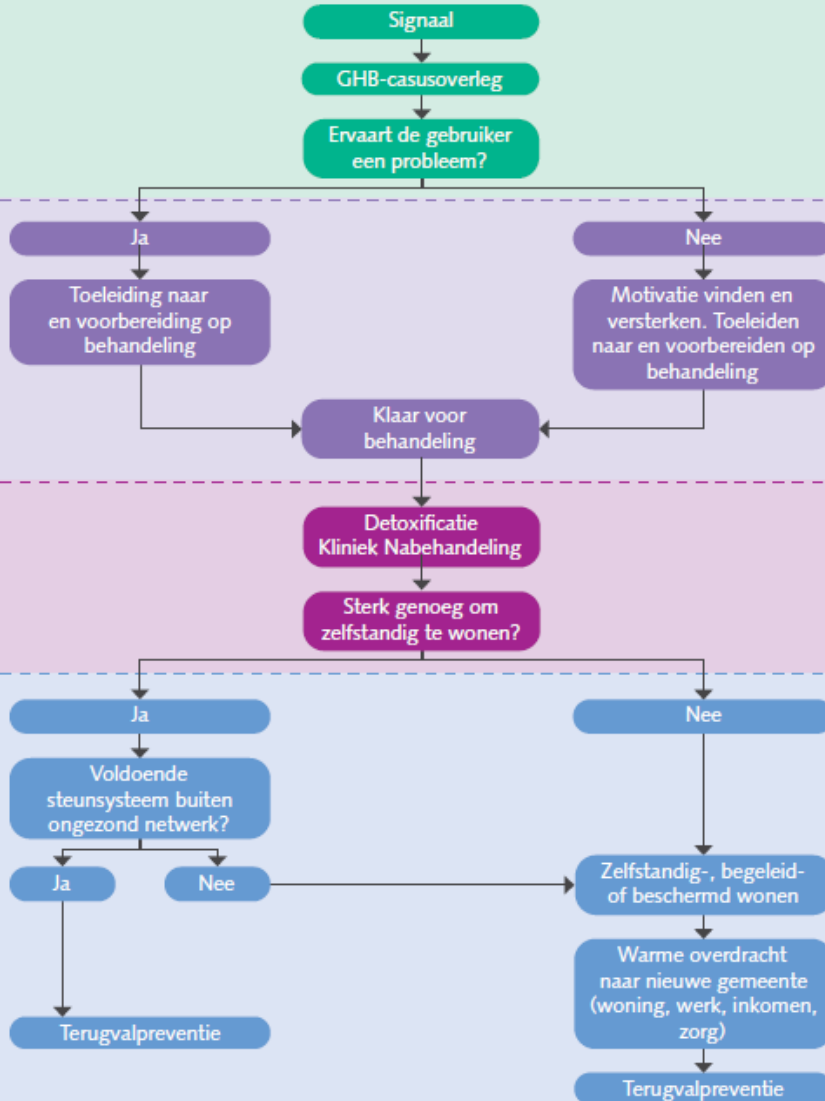 Signaal
GHB-casusoverleg
Ervaart de gebruiker
een probleem?
Ja
Nee
Toeleiding naar
en voorbereiding op
behandeling
Motivatie vinden en
versterken. Toeleiden
naar en voorbereiden op
behandeling
Klaar voor
behandeling
Detoxificatie
Kliniek Nabehandeling
Sterk genoeg om
zelfstandig te wonen?
Ja
Nee
Voldoende
steunsysteem buiten
ongezond netwerk?
Ja
Nee
Zelfstandig-, begeleid-
of beschermd wonen
Warme overdracht
naar nieuwe gemeente
(woning, werk, inkomen,
zorg)
Terugvalpreventie
Terugvalpreventie